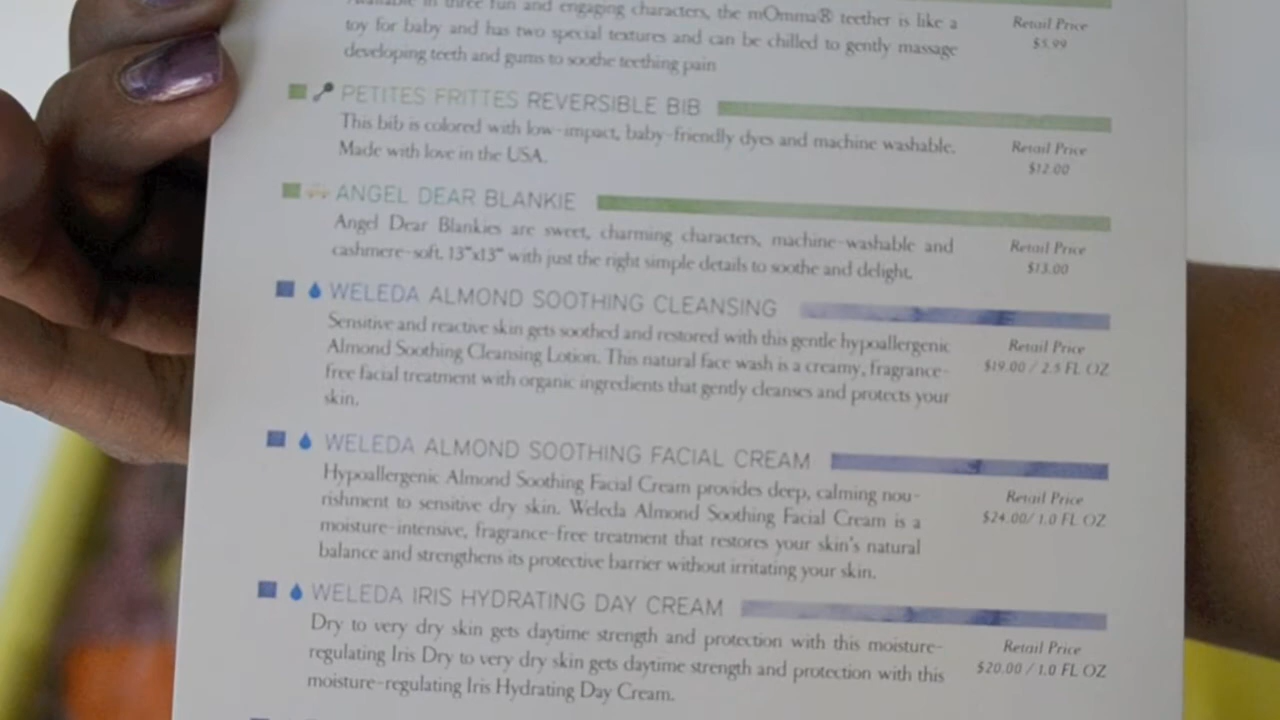 Available in three fun and engaging characters, the mOmma® teether is like a
toy for baby and has two special textures and can be chilled to gently massage
developing teeth and gums to soothe teething pain
Retail Price
$5.99
PETITES FRITTES REVERSIBLE BIB
This bib is colored with low-impact, baby-friendly dyes and machine washable.
Made with love in the USA.
Retail Price
$12.00
ANGEL DEAR BLANKIE
Angel Dear Blankies are sweet, charming characters, machine-washable and
cashmere-soft. 13"x13" with just the right simple details to soothe and delight.
Retail Price
$13.00
WELEDA ALMOND SOOTHING CLEANSING
Sensitive and reactive skin gets soothed and restored with this gentle hypoallergenic
Almond Soothing Cleansing Lotion. This natural face wash is a creamy, fragrance-
free facial treatment with organic ingredients that gently cleanses and protects your
skin.
Retail Price
$19.00 / 2.5 FL OZ
WELEDA ALMOND SOOTHING FACIAL CREAM
Hypoallergenic Almond Soothing Facial Cream provides deep, calming nou-
rishment to sensitive dry skin. Weleda Almond Soothing Facial Cream is a
moisture-intensive, fragrance-free treatment that restores your skin's natural
balance and strengthens its protective barrier without irritating your skin.
Retail Price
$24.00/ 1.0 FL OZ
WELEDA IRIS HYDRATING DAY CREAM
Dry to very dry skin gets daytime strength and protection with this moisture-
regulating Iris Dry to very dry skin gets daytime strength and protection with this
moisture-regulating Iris Hydrating Day Cream.
Retail Price
$20.00 / 1.0 FL OZ